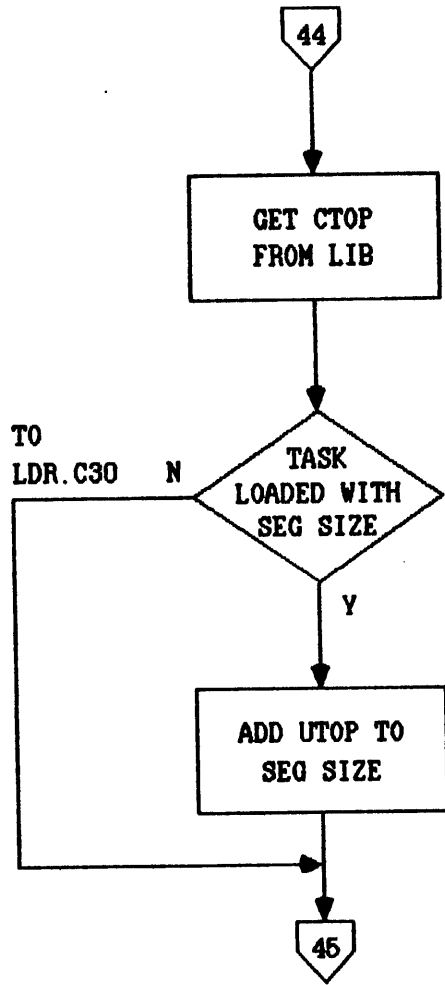 44
GET CTOP
FROM LIB
TO
LDR.C30 N
TASK
LOADED WITH
SEG SIZE
Y
ADD UTOP TO
SEG SIZE
45